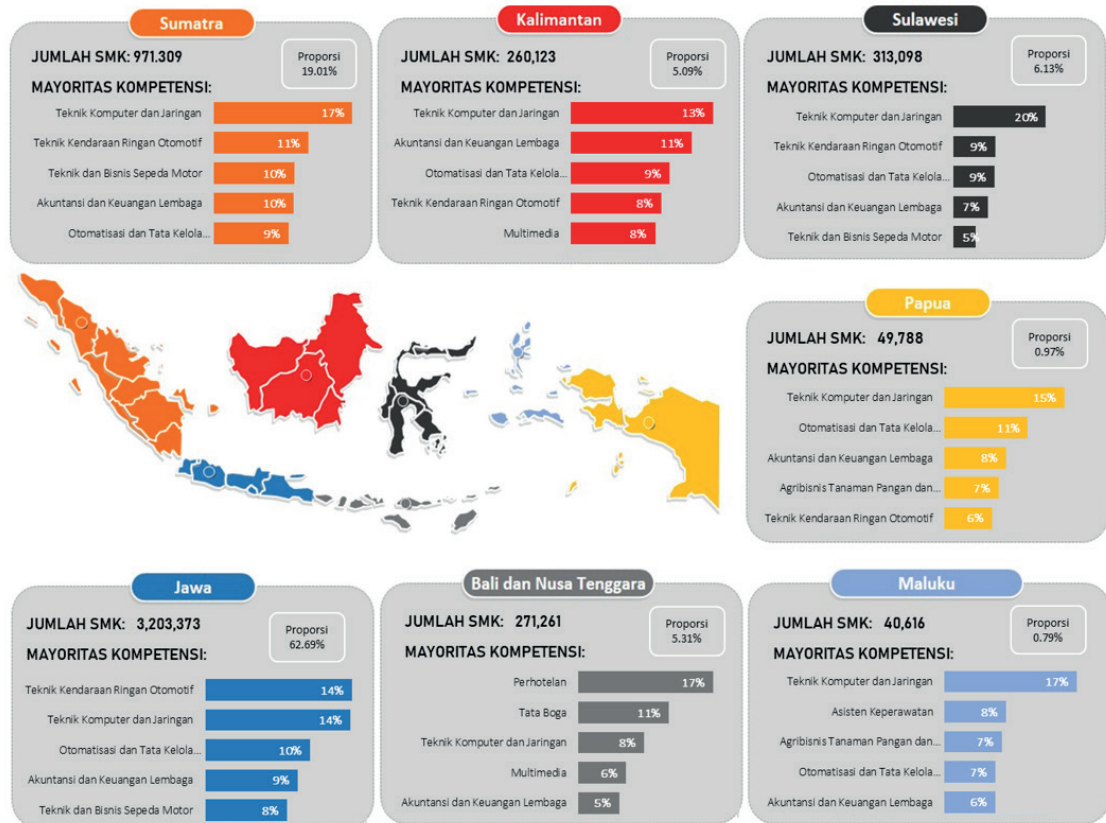 Sumatra
JUMLAH SMK: 971.309
Proporsi
19.01%
MAYORITAS KOMPETENSI:
Teknik Komputer dan Jaringan 17%
Teknik Kendaraan Ringan Otomotif 11%
Teknik dan Bisnis Sepeda Motor 10%
Akuntansi dan Keuangan Lembaga 10%
Otomatisasi dan Tata Kelola... 9%
Kalimantan
JUMLAH SMK: 260,123
Proporsi
5.09%
MAYORITAS KOMPETENSI:
Teknik Komputer dan Jaringan 13%
Akuntansi dan Keuangan Lembaga 11%
Otomatisasi dan Tata Kelola... 9%
Teknik Kendaraan Ringan Otomotif 8%
Multimedia 8%
Sulawesi
JUMLAH SMK: 313,098
Proporsi
6.13%
MAYORITAS KOMPETENSI:
Teknik Komputer dan Jaringan 20%
Teknik Kendaraan Ringan Otomotif 9%
Otomatisasi dan Tata Kelola... 9%
Akuntansi dan Keuangan Lembaga 7%
Teknik dan Bisnis Sepeda Motor 5%
Papua
JUMLAH SMK: 49,788
Proporsi
0.97%
MAYORITAS KOMPETENSI:
Teknik Komputer dan Jaringan 15%
Otomatisasi dan Tata Kelola... 11%
Akuntansi dan Keuangan Lembaga 8%
Agribisnis Tanaman Pangan dan... 7%
Teknik Kendaraan Ringan Otomotif 6%
Jawa
JUMLAH SMK: 3,203,373
Proporsi
62.69%
MAYORITAS KOMPETENSI:
Teknik Kendaraan Ringan Otomotif 14%
Teknik Komputer dan Jaringan 14%
Otomatisasi dan Tata Kelola... 10%
Akuntansi dan Keuangan Lembaga 9%
Teknik dan Bisnis Sepeda Motor 8%
Bali dan Nusa Tenggara
JUMLAH SMK: 271,261
Proporsi
5.31%
MAYORITAS KOMPETENSI:
Perhotelan 17%
Tata Boga 11%
Teknik Komputer dan Jaringan 8%
Multimedia 6%
Akuntansi dan Keuangan Lembaga 5%
Maluku
JUMLAH SMK: 40,616
Proporsi
0.79%
MAYORITAS KOMPETENSI:
Teknik Komputer dan Jaringan 17%
Asisten Keperawatan 8%
Agribisnis Tanaman Pangan dan... 7%
Otomatisasi dan Tata Kelola... 7%
Akuntansi dan Keuangan Lembaga 6%